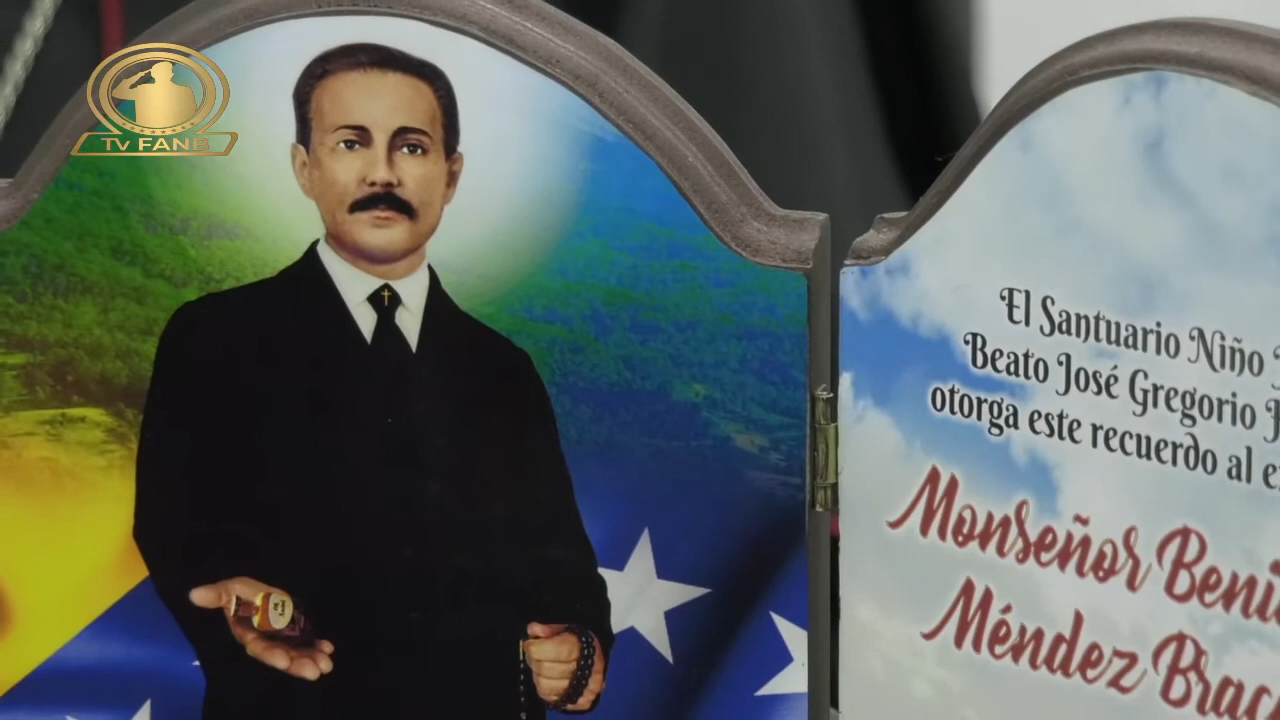 Tv FANB
El Santuario Niño
Beato José Gregorio
otorga este recuerdo al
Monseñor
Méndez